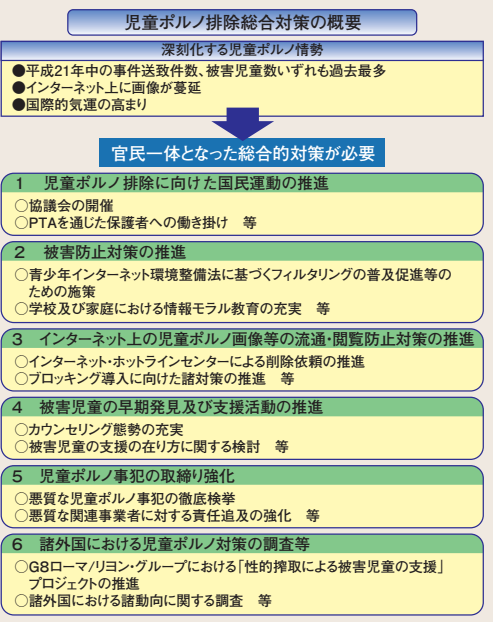 児童ポルノ排除総合対策の概要
深刻化する児童ポルノ情勢
●平成21年中の事件送致件数、被害児童数いずれも過去最多
●インターネット上に画像が蔓延
●国際的気運の高まり
官民一体となった総合的対策が必要
1 児童ポルノ排除に向けた国民運動の推進
○協議会の開催
○PTAを通じた保護者への働き掛け 等
2 被害防止対策の推進
○青少年インターネット環境整備法に基づくフィルタリングの普及促進等の
ための施策
○学校及び家庭における情報モラル教育の充実 等
3 インターネット上の児童ポルノ画像等の流通・閲覧防止対策の推進
○インターネット・ホットラインセンターによる削除依頼の推進
○ブロッキング導入に向けた諸対策の推進 等
4 被害児童の早期発見及び支援活動の推進
○カウンセリング態勢の充実
○被害児童の支援の在り方に関する検討 等
5 児童ポルノ事犯の取締り強化
○悪質な児童ポルノ事犯の徹底検挙
○悪質な関連事業者に対する責任追及の強化 等
6 諸外国における児童ポルノ対策の調査等
○G8ローマ/リヨン・グループにおける「性的搾取による被害児童の支援」
プロジェクトの推進
○諸外国における諸動向に関する調査 等